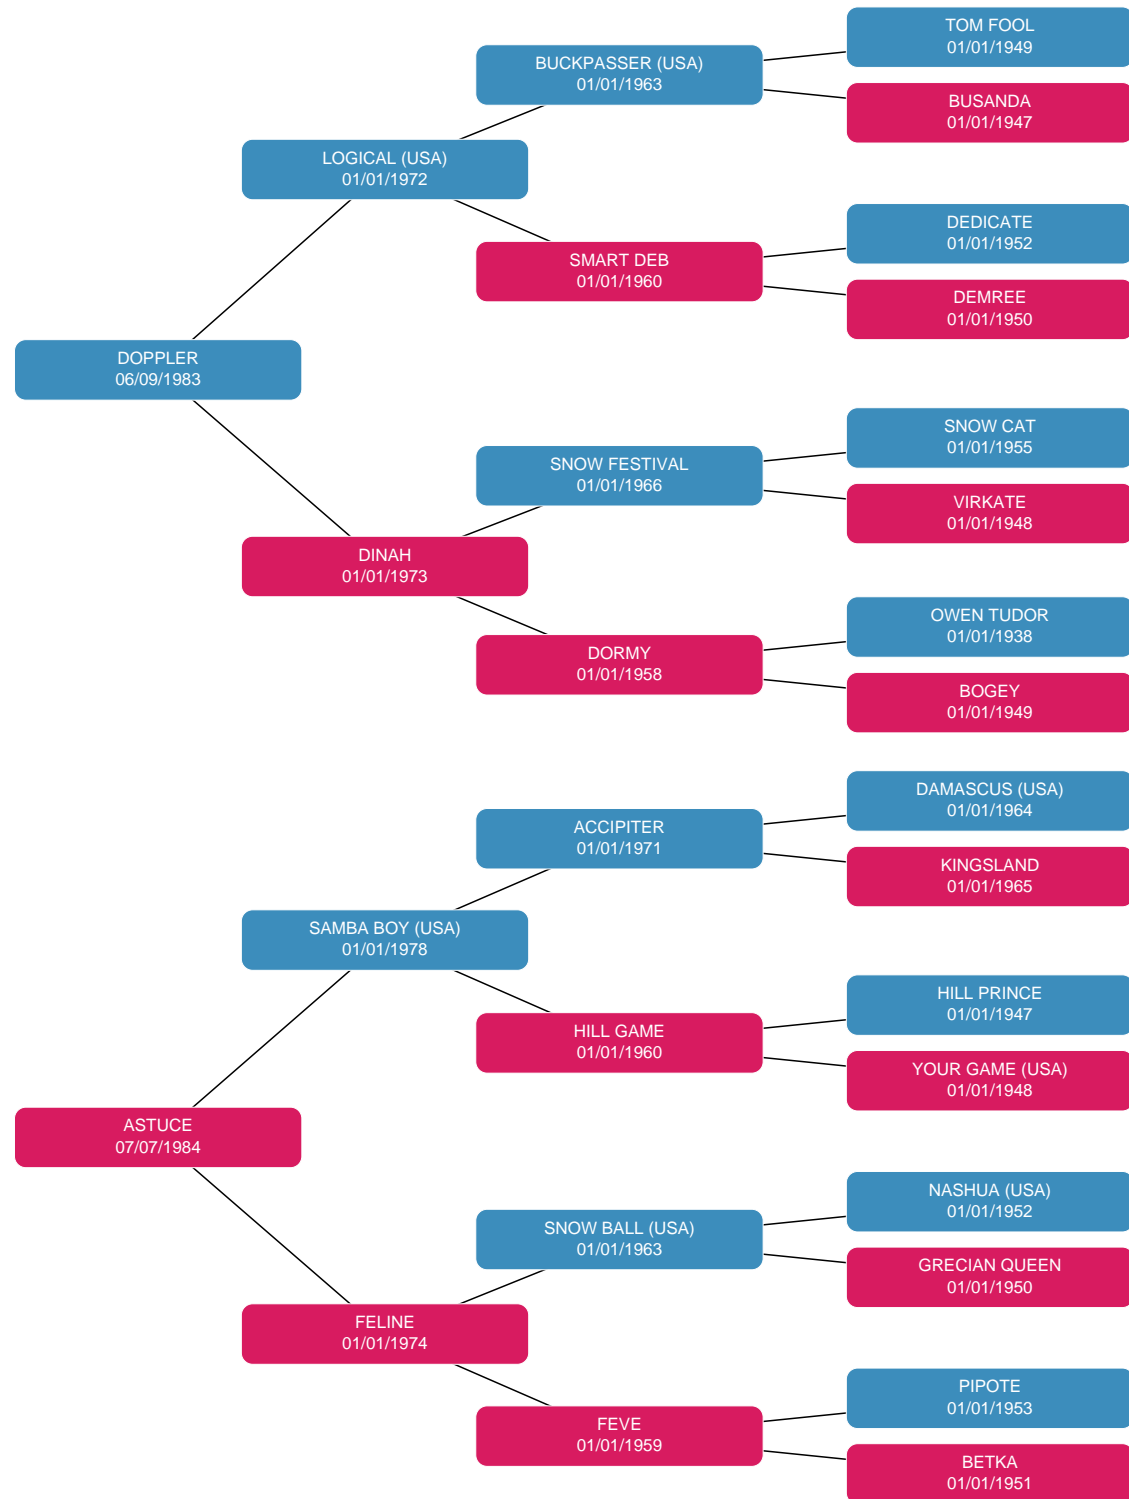 TOM FOOL
01/01/1949
BUCKPASSER (USA)
01/01/1963
BUSANDA
01/01/1947
LOGICAL (USA)
01/01/1972
DEDICATE
01/01/1952
SMART DEB
01/01/1960
DEMREE
01/01/1950
DOPPLER
06/09/1983
SNOW CAT
01/01/1955
SNOW FESTIVAL
01/01/1966
VIRKATE
01/01/1948
DINAH
01/01/1973
OWEN TUDOR
01/01/1938
DORMY
01/01/1958
BOGEY
01/01/1949
DAMASCUS (USA)
01/01/1964
ACCIPITER
01/01/1971
KINGSLAND
01/01/1965
SAMBA BOY (USA)
01/01/1978
HILL PRINCE
01/01/1947
HILL GAME
01/01/1960
YOUR GAME (USA)
01/01/1948
ASTUCE
07/07/1984
NASHUA (USA)
01/01/1952
SNOW BALL (USA)
01/01/1963
GRECIAN QUEEN
01/01/1950
FELINE
01/01/1974
PIPOTE
01/01/1953
FEVE
01/01/1959
BETKA
01/01/1951